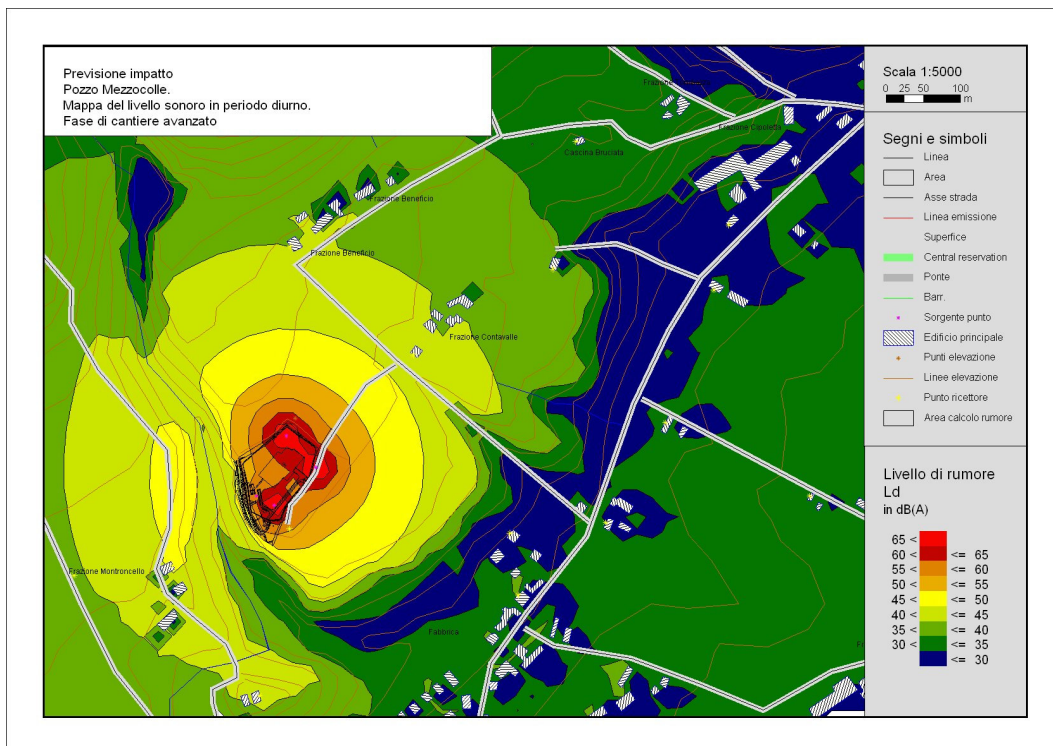 Previsione impatto
Pozzo Mezzocolle.
Mappa del livello sonoro in periodo diurno.
Fase di cantiere avanzato
Scala 1:5000
0 25 50 100
m
Segni e simboli
Linea
Area
Asse strada
Linea emissione
Superfice
Central reservation
Ponte
Barr.
Sorgente punto
Edificio principale
Punti elevazione
Linee elevazione
Punto ricettore
Area calcolo rumore
Livello di rumore
Ld
in dB(A)
65 <
60 < <= 65
55 < <= 60
50 < <= 55
45 < <= 50
40 < <= 45
35 < <= 40
30 < <= 35
<= 30
Frazione
Frazione Cipoletta
Cascina Bruciata
Frazione Beneficio
Frazione Beneficio
Frazione Contavalle
Frazione Montroncello
Fabbrica